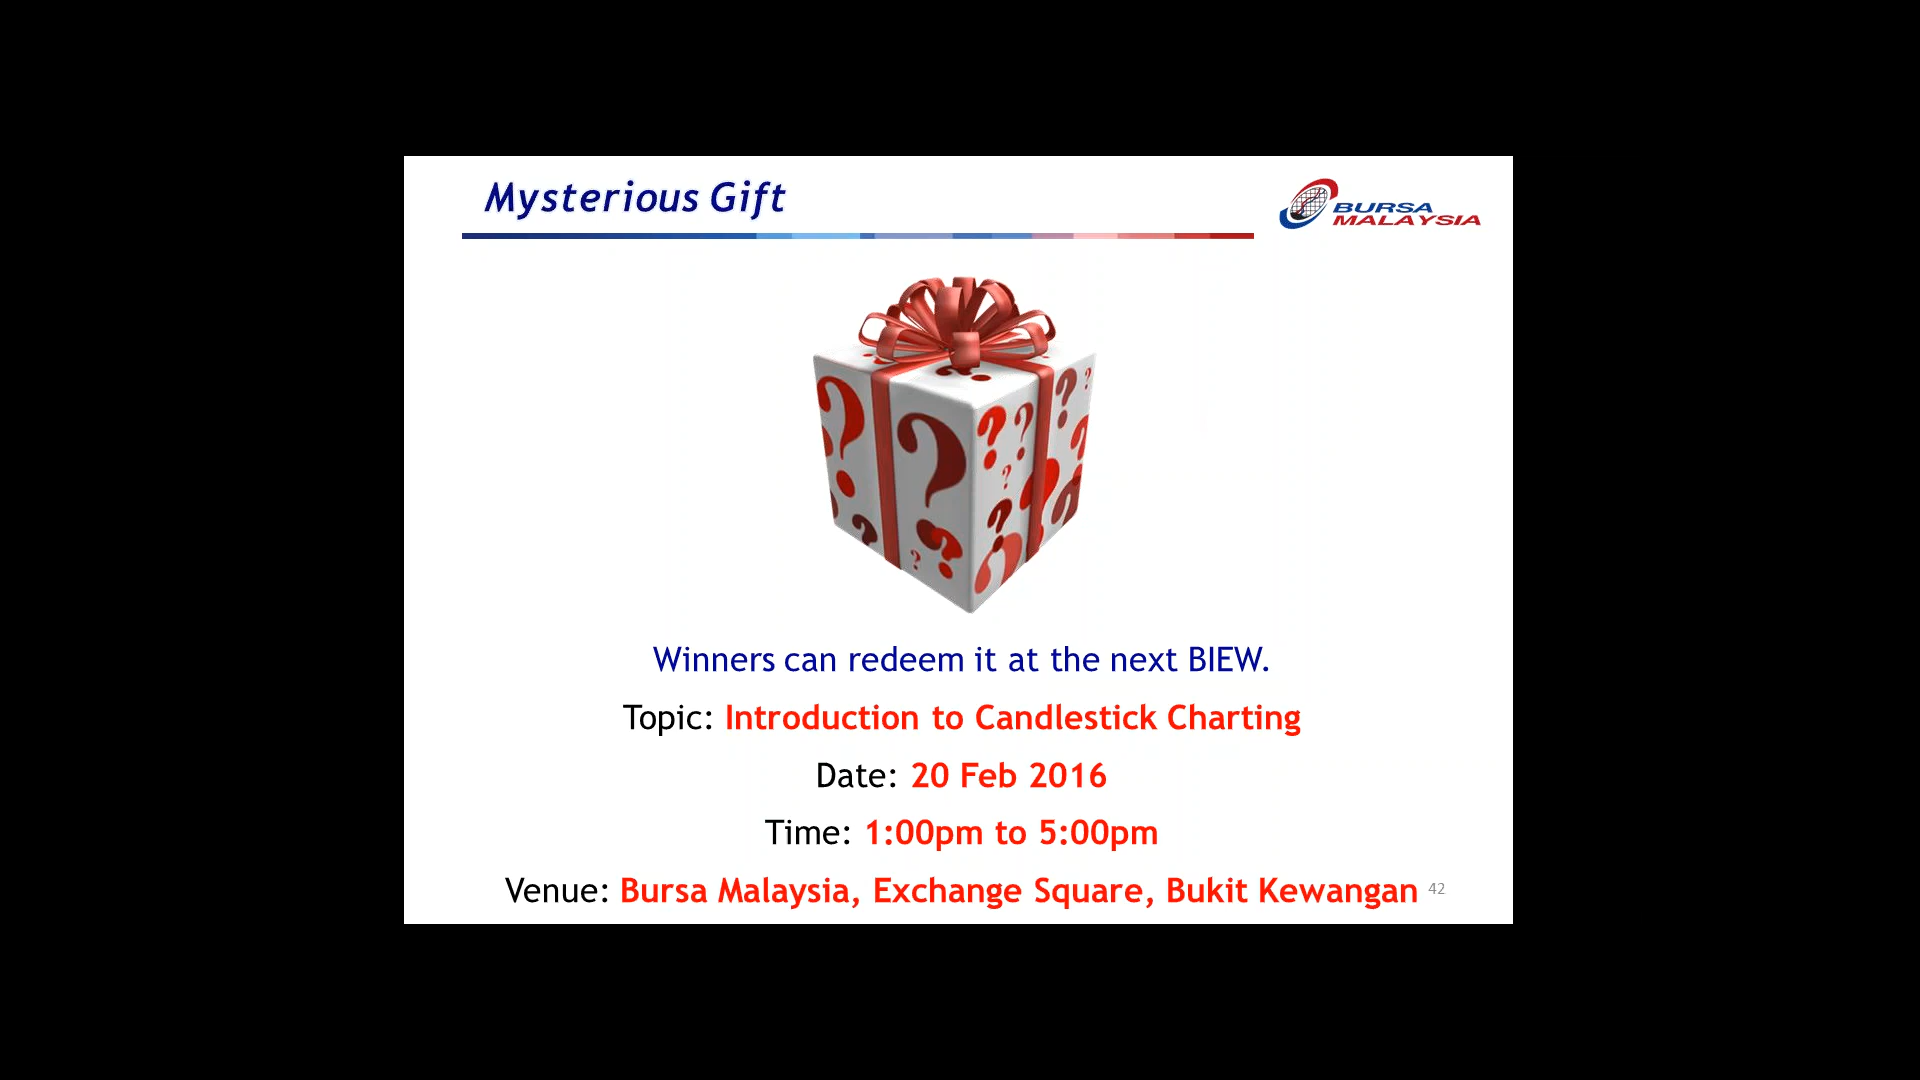 Mysterious Gift
BURSA
MALAYSIA
Winners can redeem it at the next BIEW.
Topic: Introduction to Candlestick Charting
Date: 20 Feb 2016
Time: 1:00pm to 5:00pm
Venue: Bursa Malaysia, Exchange Square, Bukit Kewangan
42